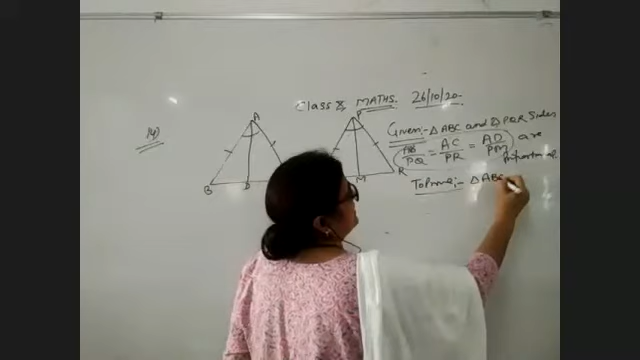 Class X MATHS. 26/10/20
14)
Given:- △ABC and △PQR Sides
AB/PQ = AC/PR = AD/PM are
proportional.
To Prove:- △ABC
A
B
D
P
M
R